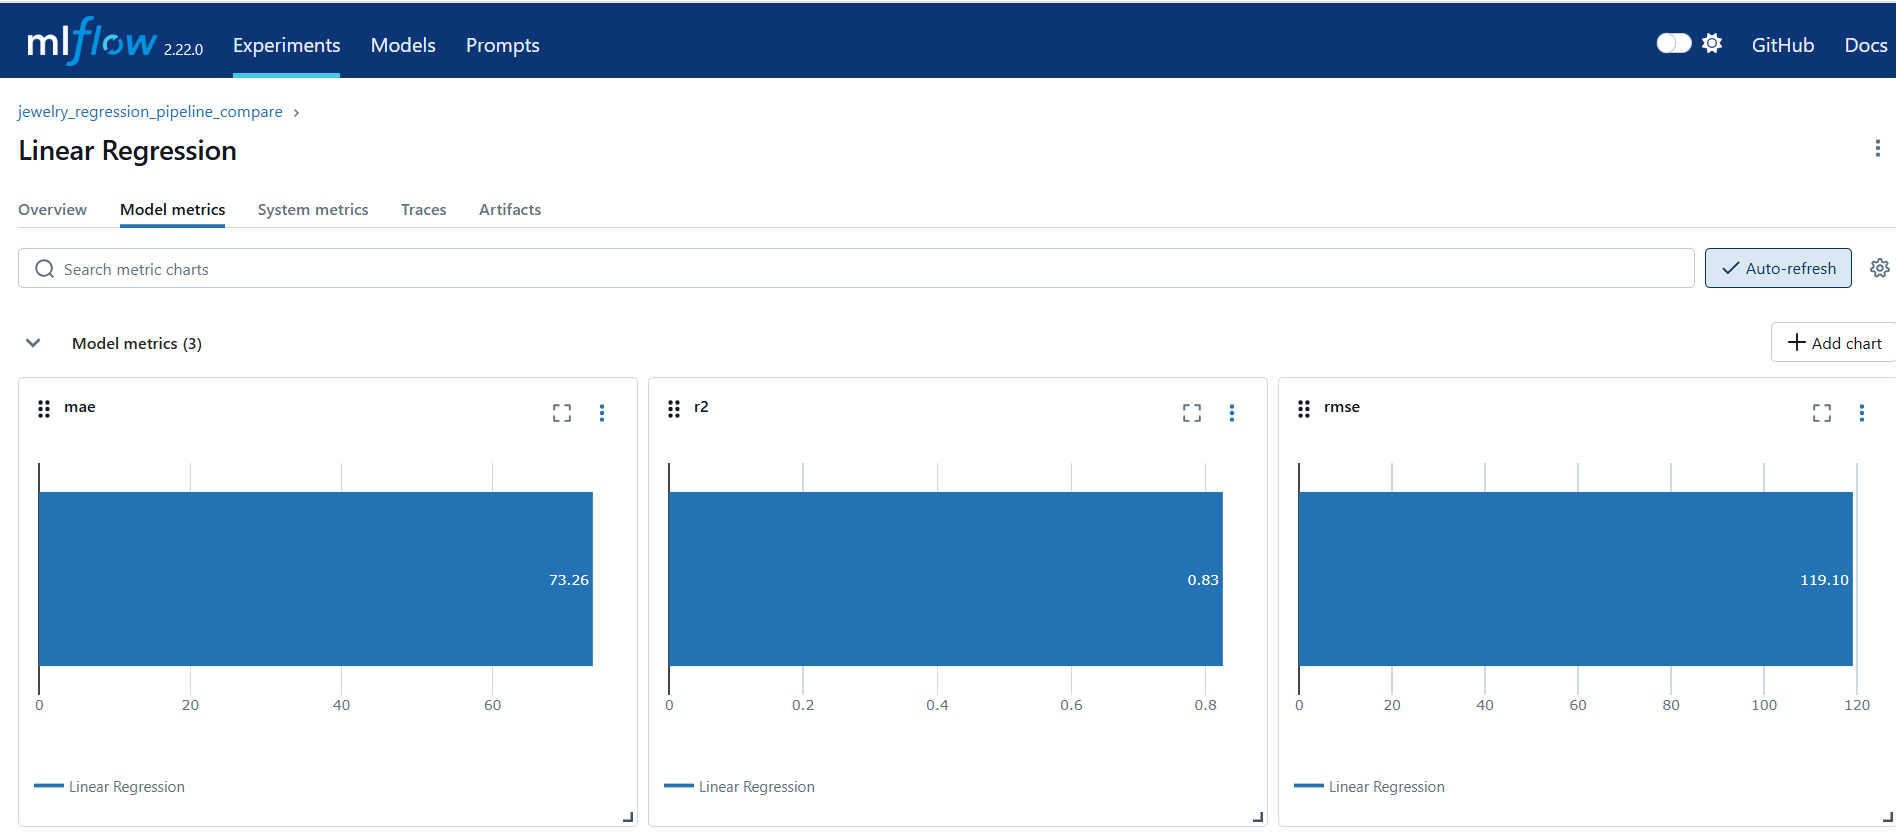 mlflow 2.22.0 Experiments Models Prompts GitHub Docs
jewelry_regression_pipeline_compare
Linear Regression
Overview Model metrics System metrics Traces Artifacts
Search metric charts Auto-refresh
Model metrics (3) Add chart
mae
73.26
0 20 40 60
Linear Regression
r2
0.83
0 0.2 0.4 0.6 0.8
Linear Regression
rmse
119.10
0 20 40 60 80 100 120
Linear Regression